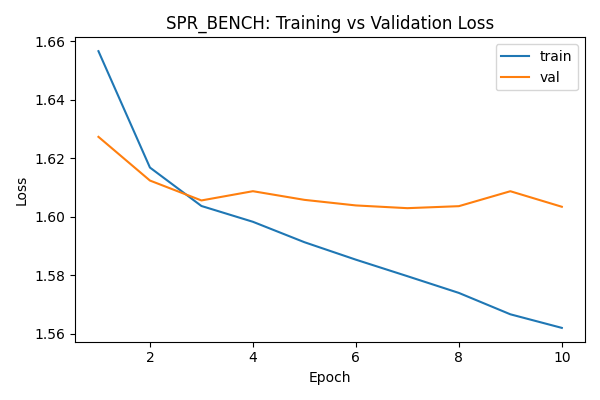 SPR_BENCH: Training vs Validation Loss
train
val
1.66
1.64
1.62
1.60
1.58
1.56
Loss
2
4
6
8
10
Epoch